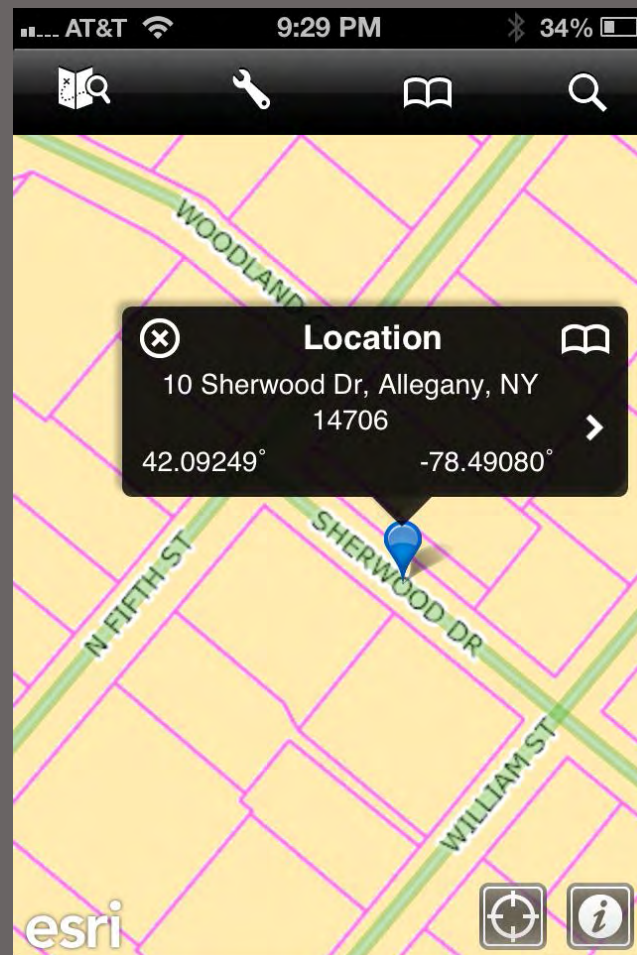 AT&T 9:29 PM 34%
WOODLAND
Location
10 Sherwood Dr, Allegany, NY
14706
42.09249° -78.49080°
SHERWOOD DR
N FIFTH ST
WILLIAM ST
esri